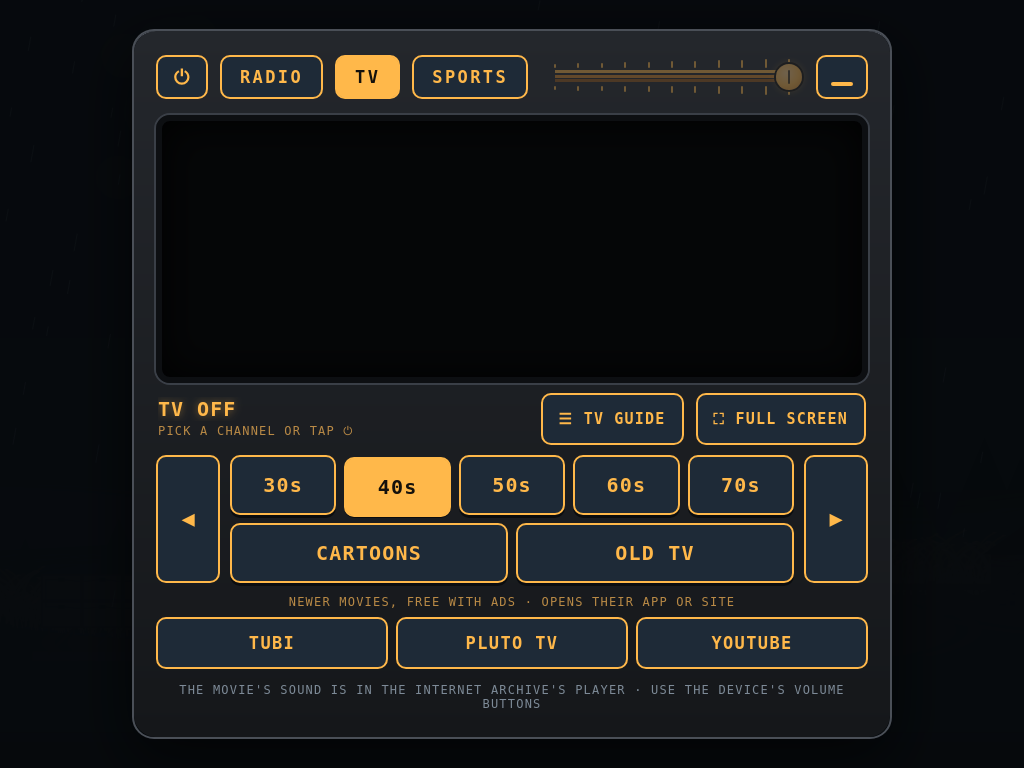 RADIO
TV
SPORTS
TV OFF
PICK A CHANNEL OR TAP ⏻
☰ TV GUIDE
⛶ FULL SCREEN
◀
30s
40s
50s
60s
70s
▶
CARTOONS
OLD TV
NEWER MOVIES, FREE WITH ADS · OPENS THEIR APP OR SITE
TUBI
PLUTO TV
YOUTUBE
THE MOVIE'S SOUND IS IN THE INTERNET ARCHIVE'S PLAYER · USE THE DEVICE'S VOLUME
BUTTONS